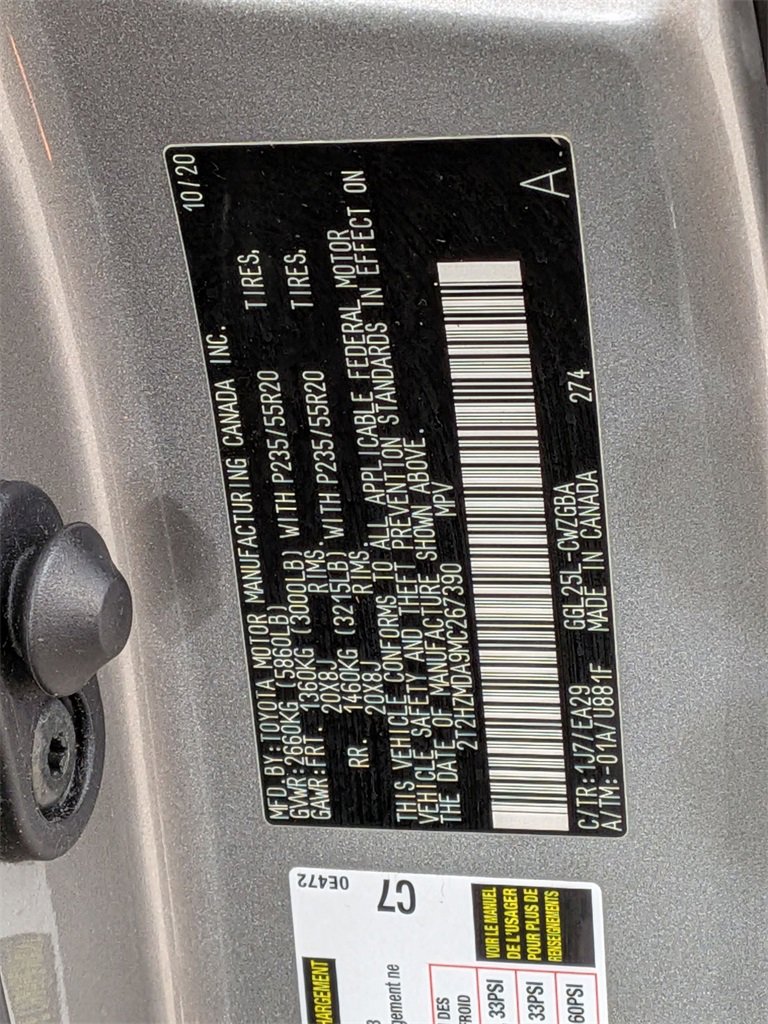 10/20
MFD. BY: TOYOTA MOTOR MANUFACTURING CANADA INC.
GVWR: 2660KG (5860LB)
GAWR: FRT. 1360KG (3000LB) WITH P235/55R20 TIRES,
20X8J RIMS.
RR. 1460KG (3215LB) WITH P235/55R20 TIRES,
20X8J RIMS.
THIS VEHICLE CONFORMS TO ALL APPLICABLE FEDERAL MOTOR
VEHICLE SAFETY AND THEFT PREVENTION STANDARDS IN EFFECT ON
THE DATE OF MANUFACTURE SHOWN ABOVE.
2T2HZMDA9MC267390 MPV
A
C/TR: 1J7/EA29 GGL25L-CWZGBA 274
A/TM: -01A/U881F MADE IN CANADA
0E472
C7
VOIR LE MANUEL
DE L'USAGER
POUR PLUS DE
RENSEIGNEMENTS
DES
33PSI
33PSI
60PSI